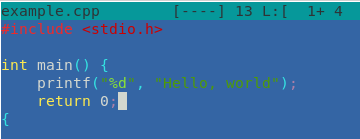 example.cpp [----] 13 L:[ 1+ 4
#include <stdio.h>
int main() {
printf("%d", "Hello, world");
return 0;
{